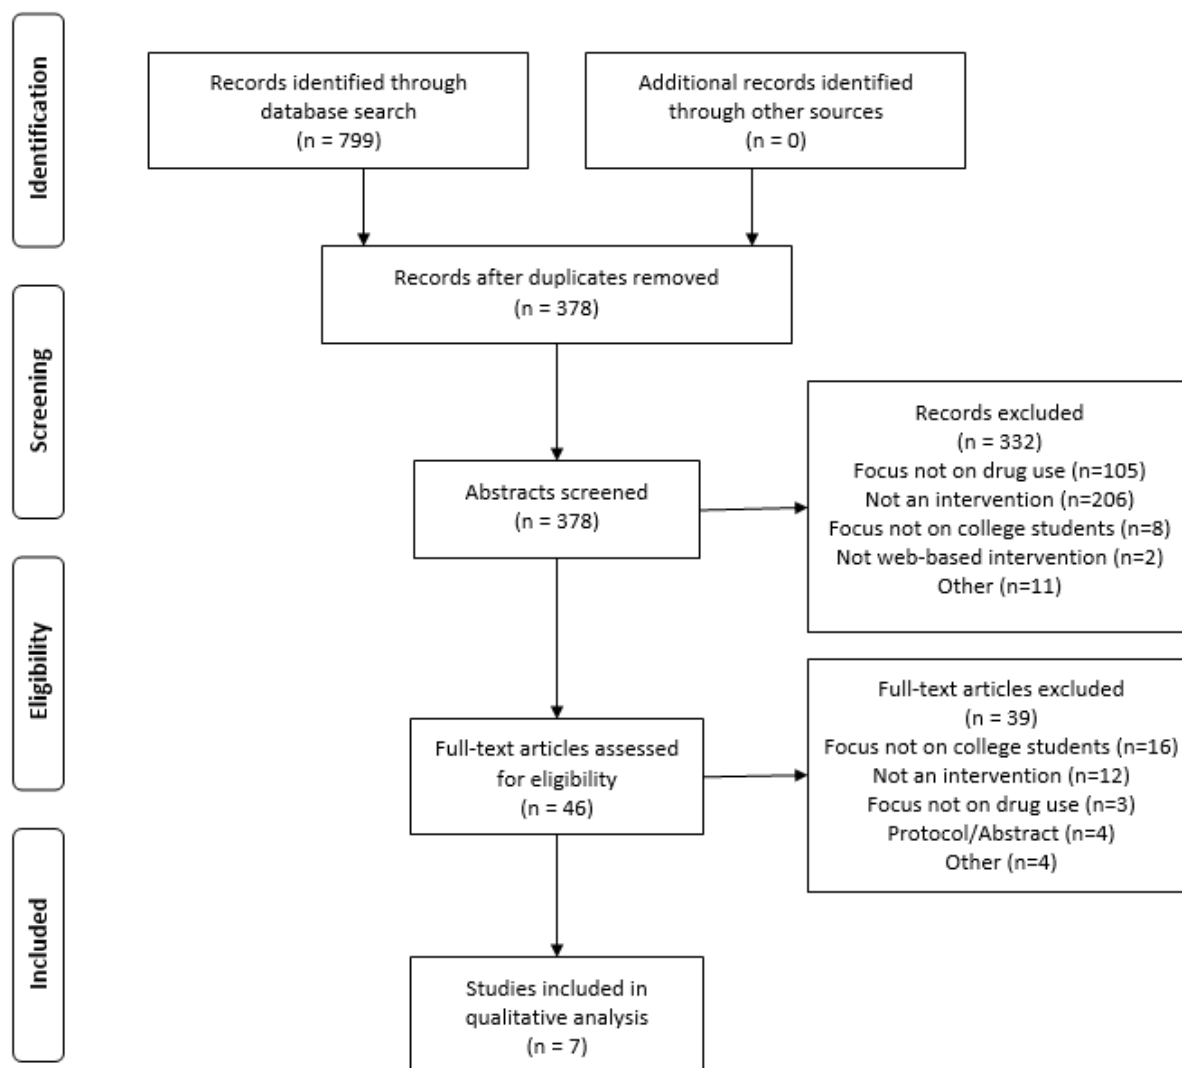 Identification
Records identified through
database search
(n = 799)
Additional records identified
through other sources
(n = 0)
Records after duplicates removed
(n = 378)
Screening
Abstracts screened
(n = 378)
Records excluded
(n = 332)
Focus not on drug use (n=105)
Not an intervention (n=206)
Focus not on college students (n=8)
Not web-based intervention (n=2)
Other (n=11)
Eligibility
Full-text articles assessed
for eligibility
(n = 46)
Full-text articles excluded
(n = 39)
Focus not on college students (n=16)
Not an intervention (n=12)
Focus not on drug use (n=3)
Protocol/Abstract (n=4)
Other (n=4)
Included
Studies included in
qualitative analysis
(n = 7)